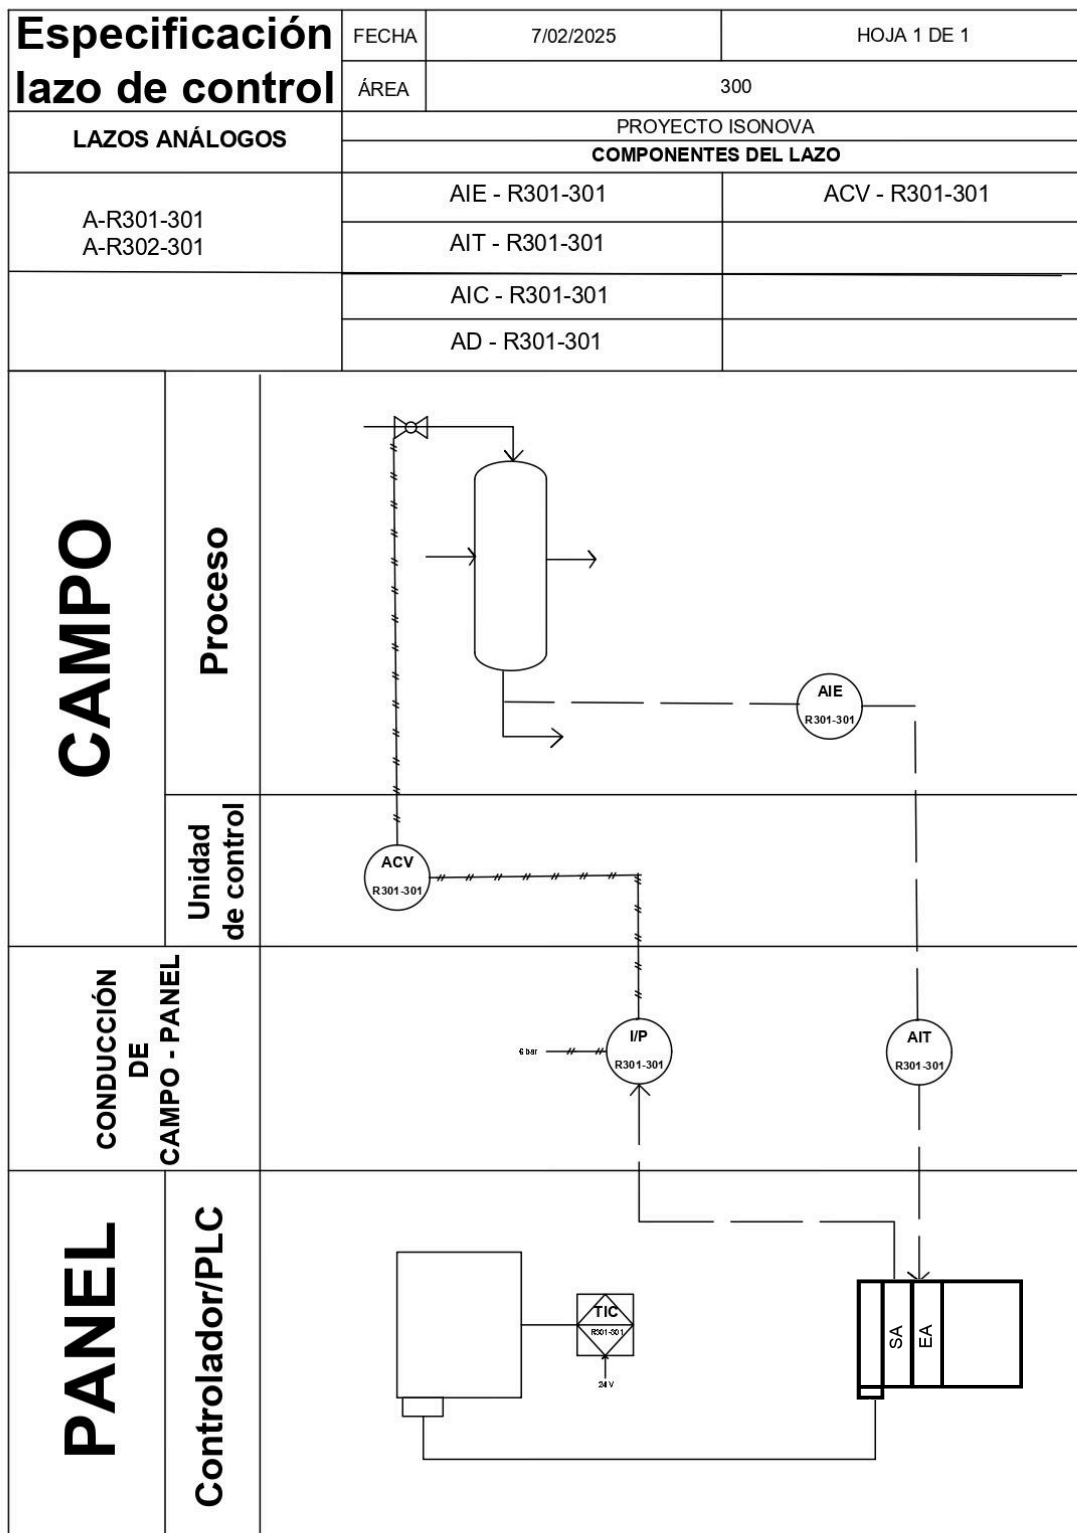 Especificación
lazo de control
FECHA
7/02/2025
HOJA 1 DE 1
ÁREA
300
LAZOS ANÁLOGOS
PROYECTO ISONOVA
COMPONENTES DEL LAZO
A-R301-301
A-R302-301
AIE - R301-301
ACV - R301-301
AIT - R301-301
AIC - R301-301
AD - R301-301
CAMPO
Proceso
AIE
R301-301
Unidad
de control
ACV
R301-301
CONDUCCIÓN
DE
CAMPO - PANEL
6 bar
I/P
R301-301
AIT
R301-301
PANEL
Controlador/PLC
TIC
R301-301
24 V
SA
EA